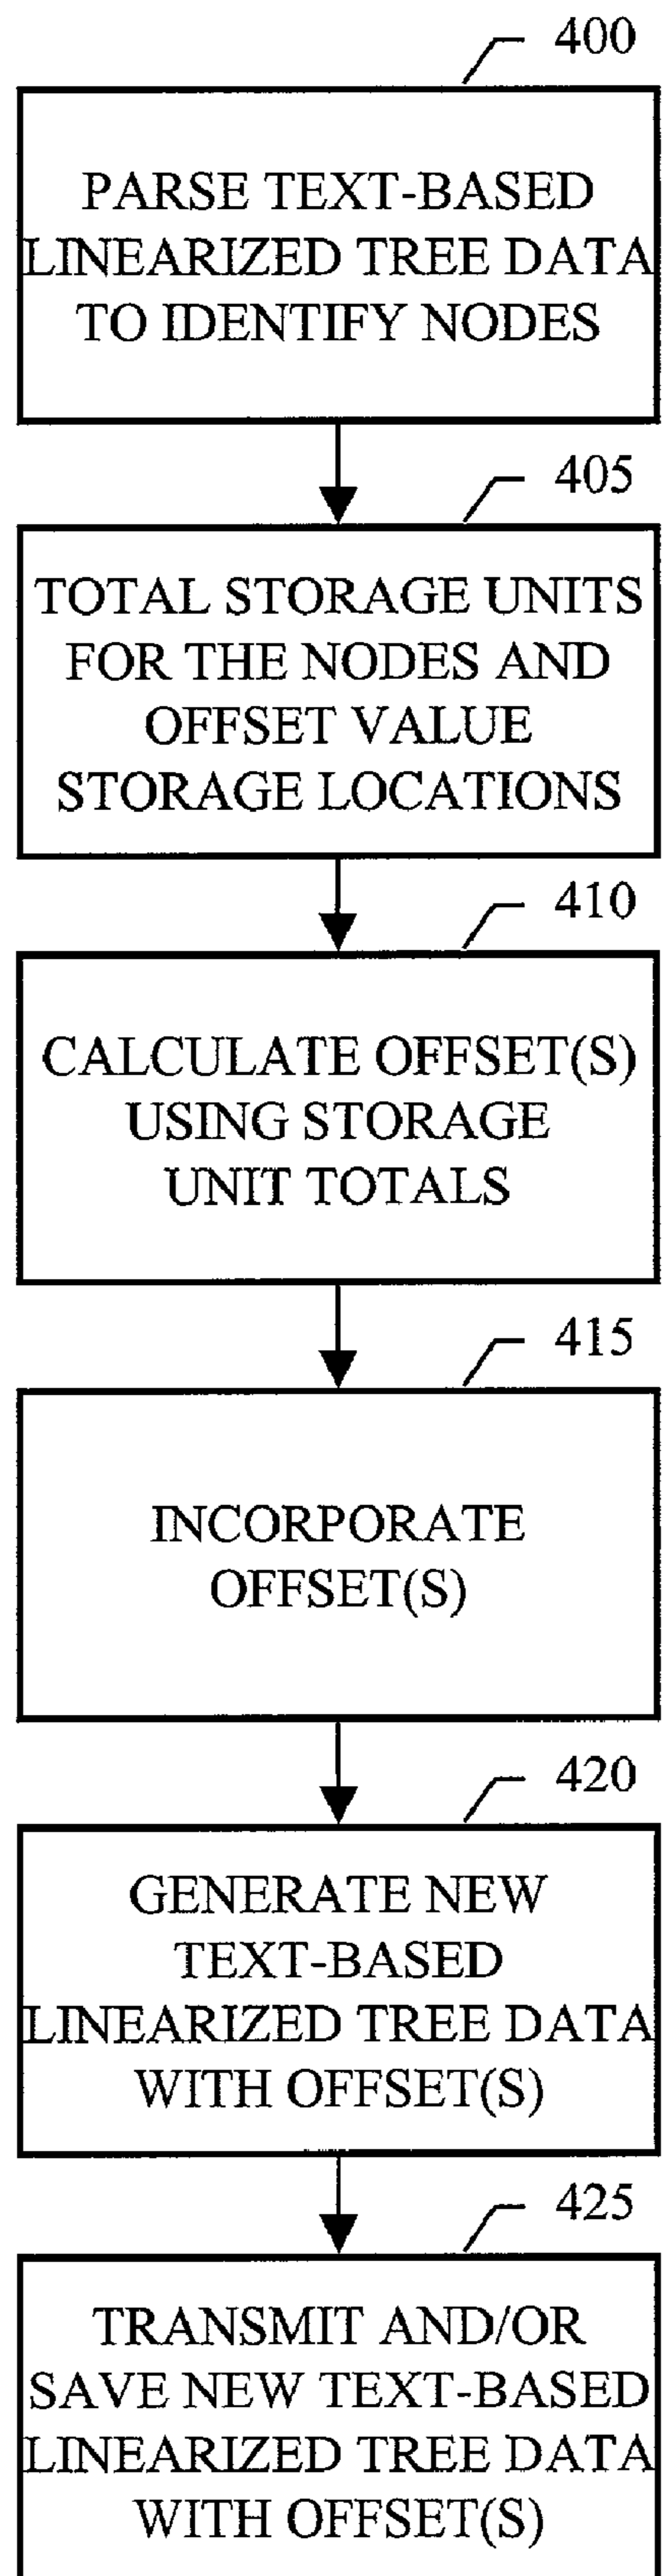 400
PARSE TEXT-BASED
LINEARIZED TREE DATA
TO IDENTIFY NODES
405
TOTAL STORAGE UNITS
FOR THE NODES AND
OFFSET VALUE
STORAGE LOCATIONS
410
CALCULATE OFFSET(S)
USING STORAGE
UNIT TOTALS
415
INCORPORATE
OFFSET(S)
420
GENERATE NEW
TEXT-BASED
LINEARIZED TREE DATA
WITH OFFSET(S)
425
TRANSMIT AND/OR
SAVE NEW TEXT-BASED
LINEARIZED TREE DATA
WITH OFFSET(S)